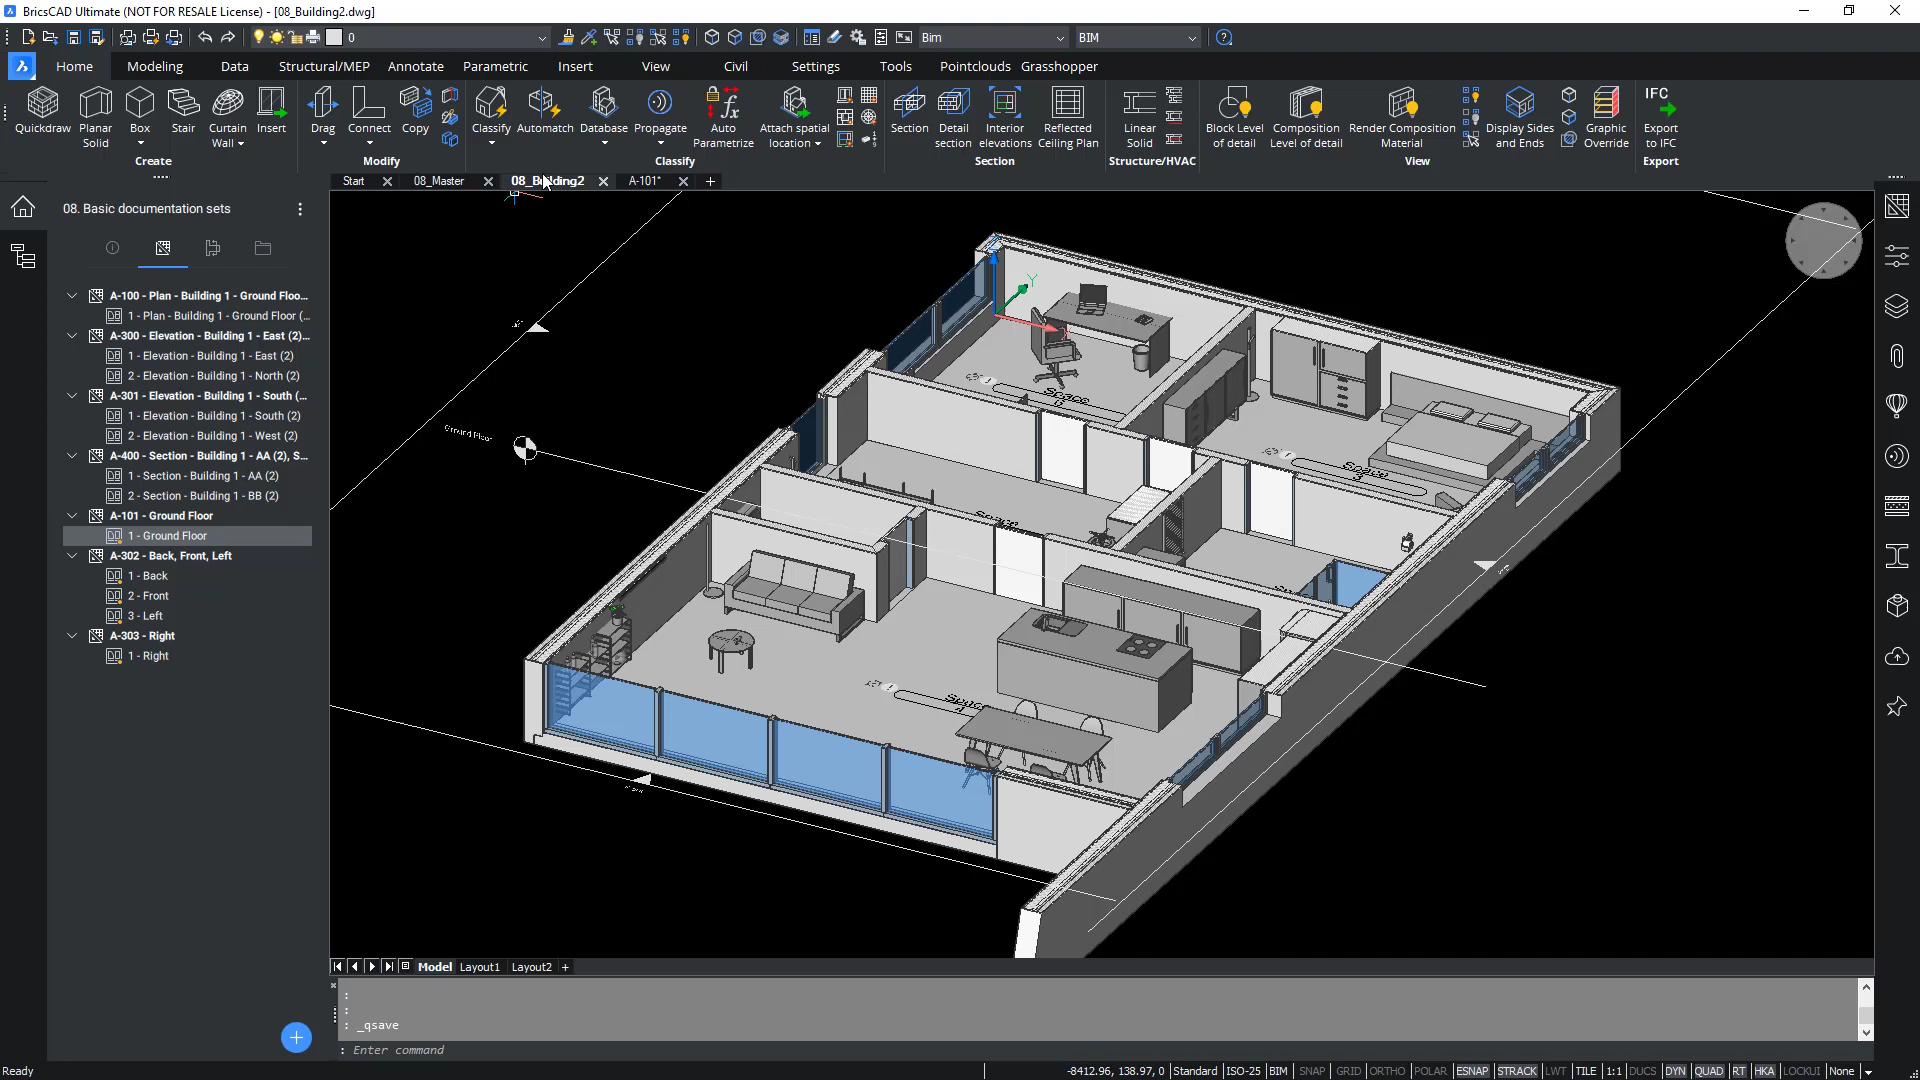 BricsCAD Ultimate (NOT FOR RESALE License) - [08_Building2.dwg]
0
Bim
BIM
Home
Modeling
Data
Structural/MEP
Annotate
Parametric
Insert
View
Civil
Settings
Tools
Pointclouds
Grasshopper
Quickdraw
Planar Solid
Box
Stair
Curtain Wall
Insert
Drag
Connect
Copy
Classify
Automatch
Database
Propagate
Auto Parametrize
Attach spatial location
Section
Detail section
Interior elevations
Reflected Ceiling Plan
Linear Solid
Block Level of detail
Composition Level of detail
Render Composition Material
Display Sides and Ends
Graphic Override
IFC
Export to IFC
Create
Modify
Classify
Section
Structure/HVAC
View
Export
Start
08_Master
08_Building2
A-101*
08. Basic documentation sets
A-100 - Plan - Building 1 - Ground Floo...
1 - Plan - Building 1 - Ground Floor (...
A-300 - Elevation - Building 1 - East (2)...
1 - Elevation - Building 1 - East (2)
2 - Elevation - Building 1 - North (2)
A-301 - Elevation - Building 1 - South (...
1 - Elevation - Building 1 - South (2)
2 - Elevation - Building 1 - West (2)
A-400 - Section - Building 1 - AA (2), S...
1 - Section - Building 1 - AA (2)
2 - Section - Building 1 - BB (2)
A-101 - Ground Floor
1 - Ground Floor
A-302 - Back, Front, Left
1 - Back
2 - Front
3 - Left
A-303 - Right
1 - Right
Y
Space
Space
Ground Floor
Space
Space
Model
Layout1
Layout2
:
:
: _qsave
: Enter command
Ready
-8412.96, 138.97, 0
Standard
ISO-25
BIM
SNAP
GRID
ORTHO
POLAR
ESNAP
STRACK
LWT
TILE
1:1
DUCS
DYN
QUAD
RT
HKA
LOCKUI
None